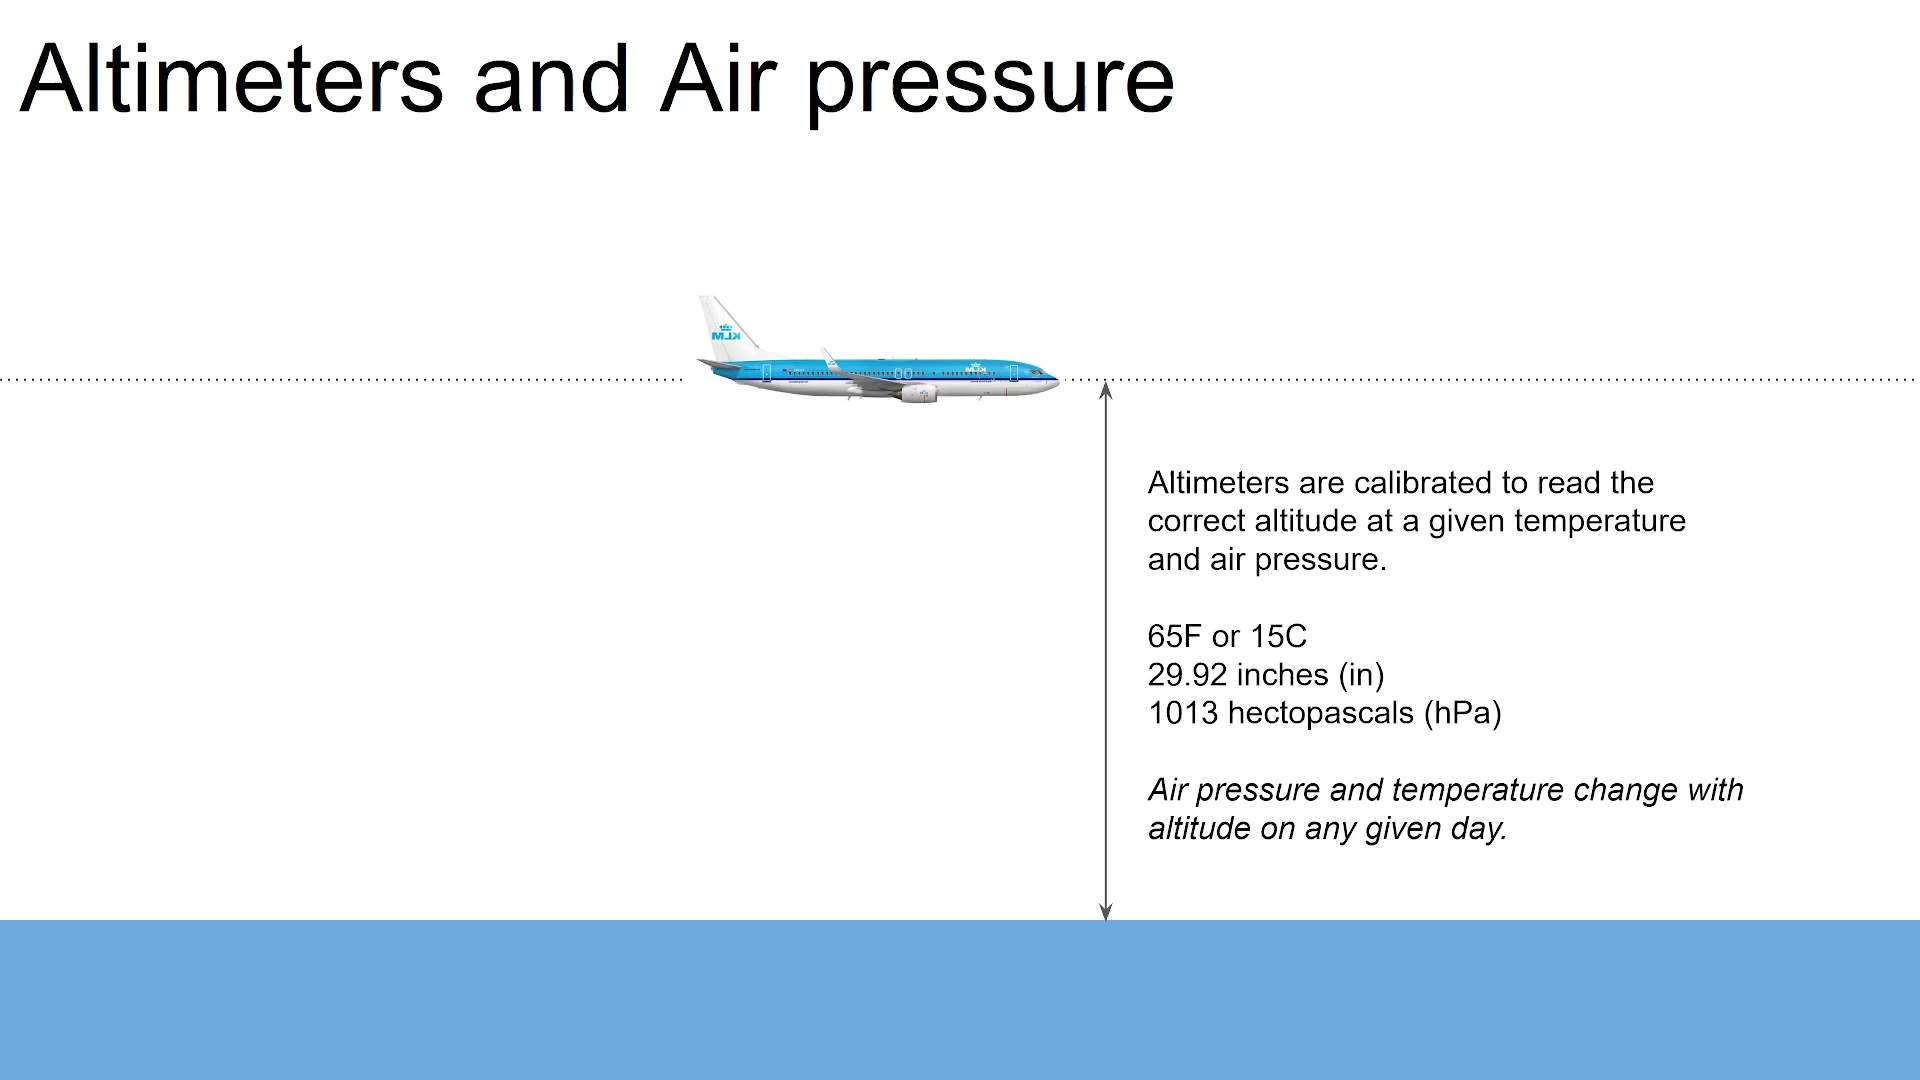 Altimeters and Air pressure
KLM
KLM
Altimeters are calibrated to read the
correct altitude at a given temperature
and air pressure.
65F or 15C
29.92 inches (in)
1013 hectopascals (hPa)
Air pressure and temperature change with
altitude on any given day.